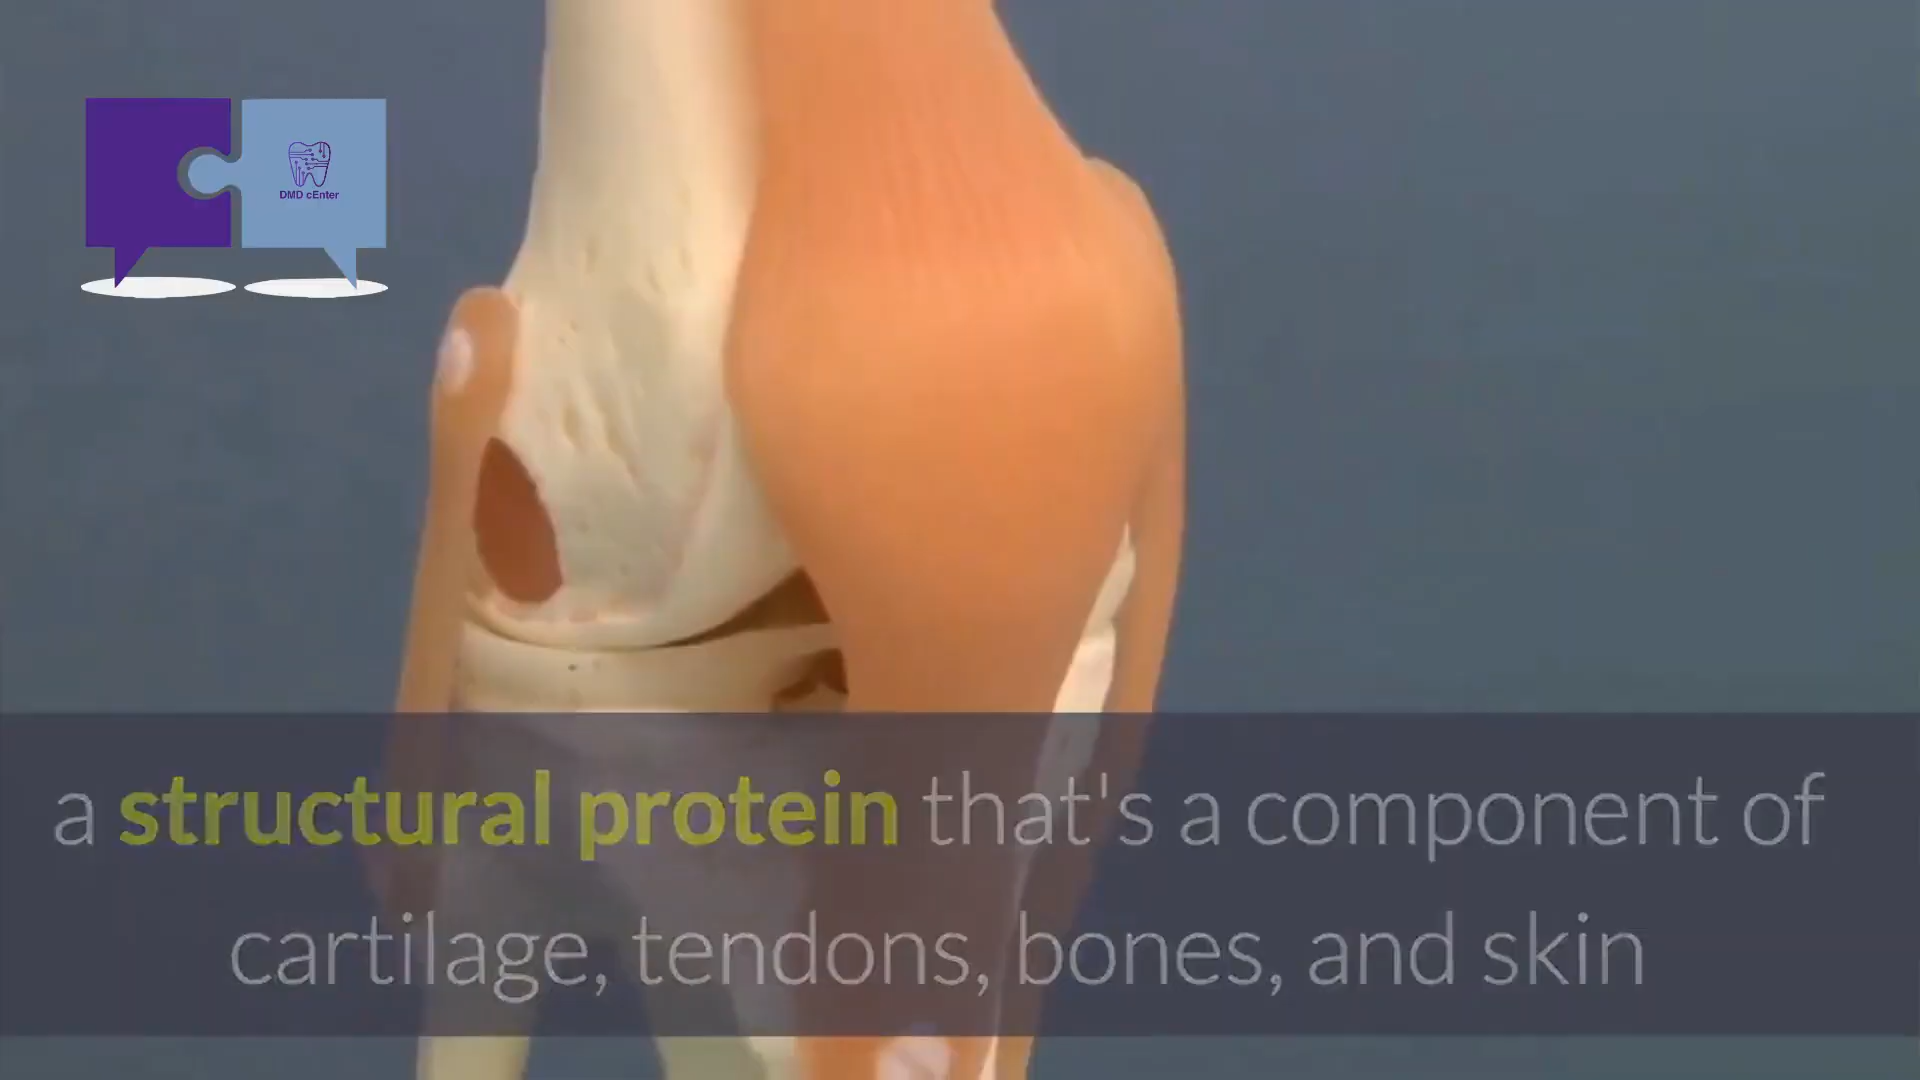 DMD cEnter
a structural protein that's a component of
cartilage, tendons, bones, and skin